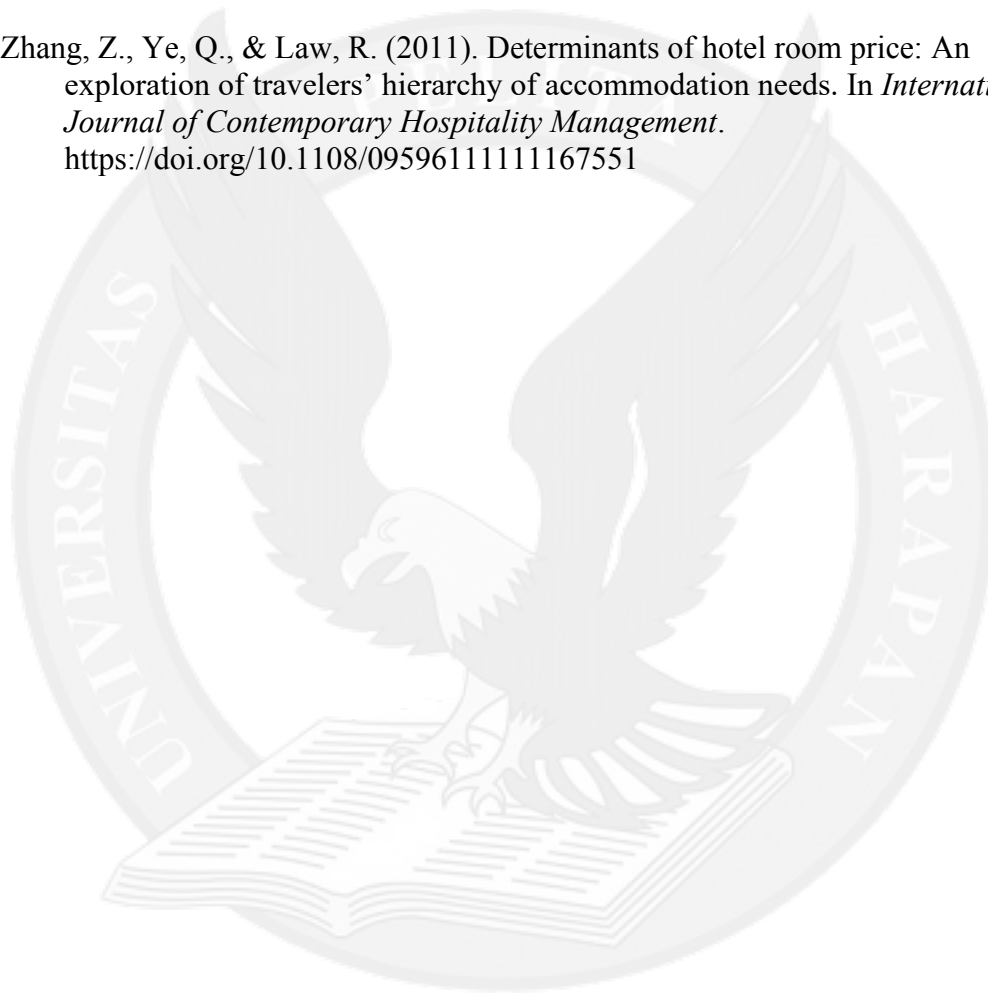 Zhang, Z., Ye, Q., & Law, R. (2011). Determinants of hotel room price: An
exploration of travelers’ hierarchy of accommodation needs. In
Journal of Contemporary Hospitality Management.
https://doi.org/10.1108/09596111111167551
UNIVERSITAS
PELITA
HARAPAN